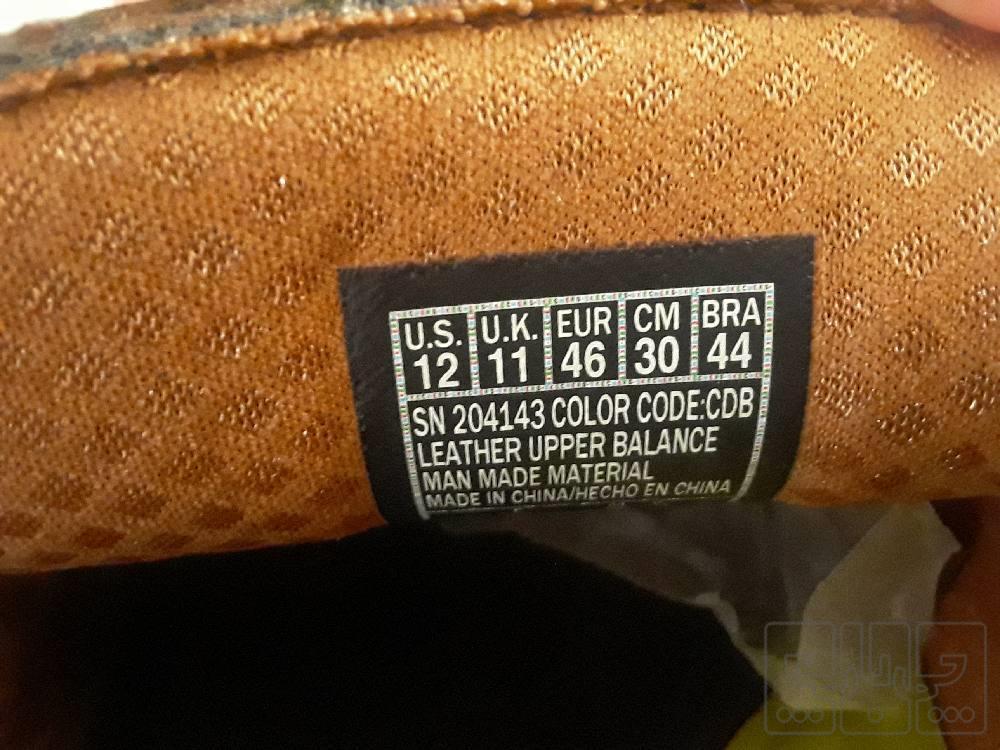 U.S. U.K. EUR CM BRA
12 11 46 30 44
SN 204143 COLOR CODE:CDB
LEATHER UPPER BALANCE
MAN MADE MATERIAL
MADE IN CHINA/HECHO EN CHINA